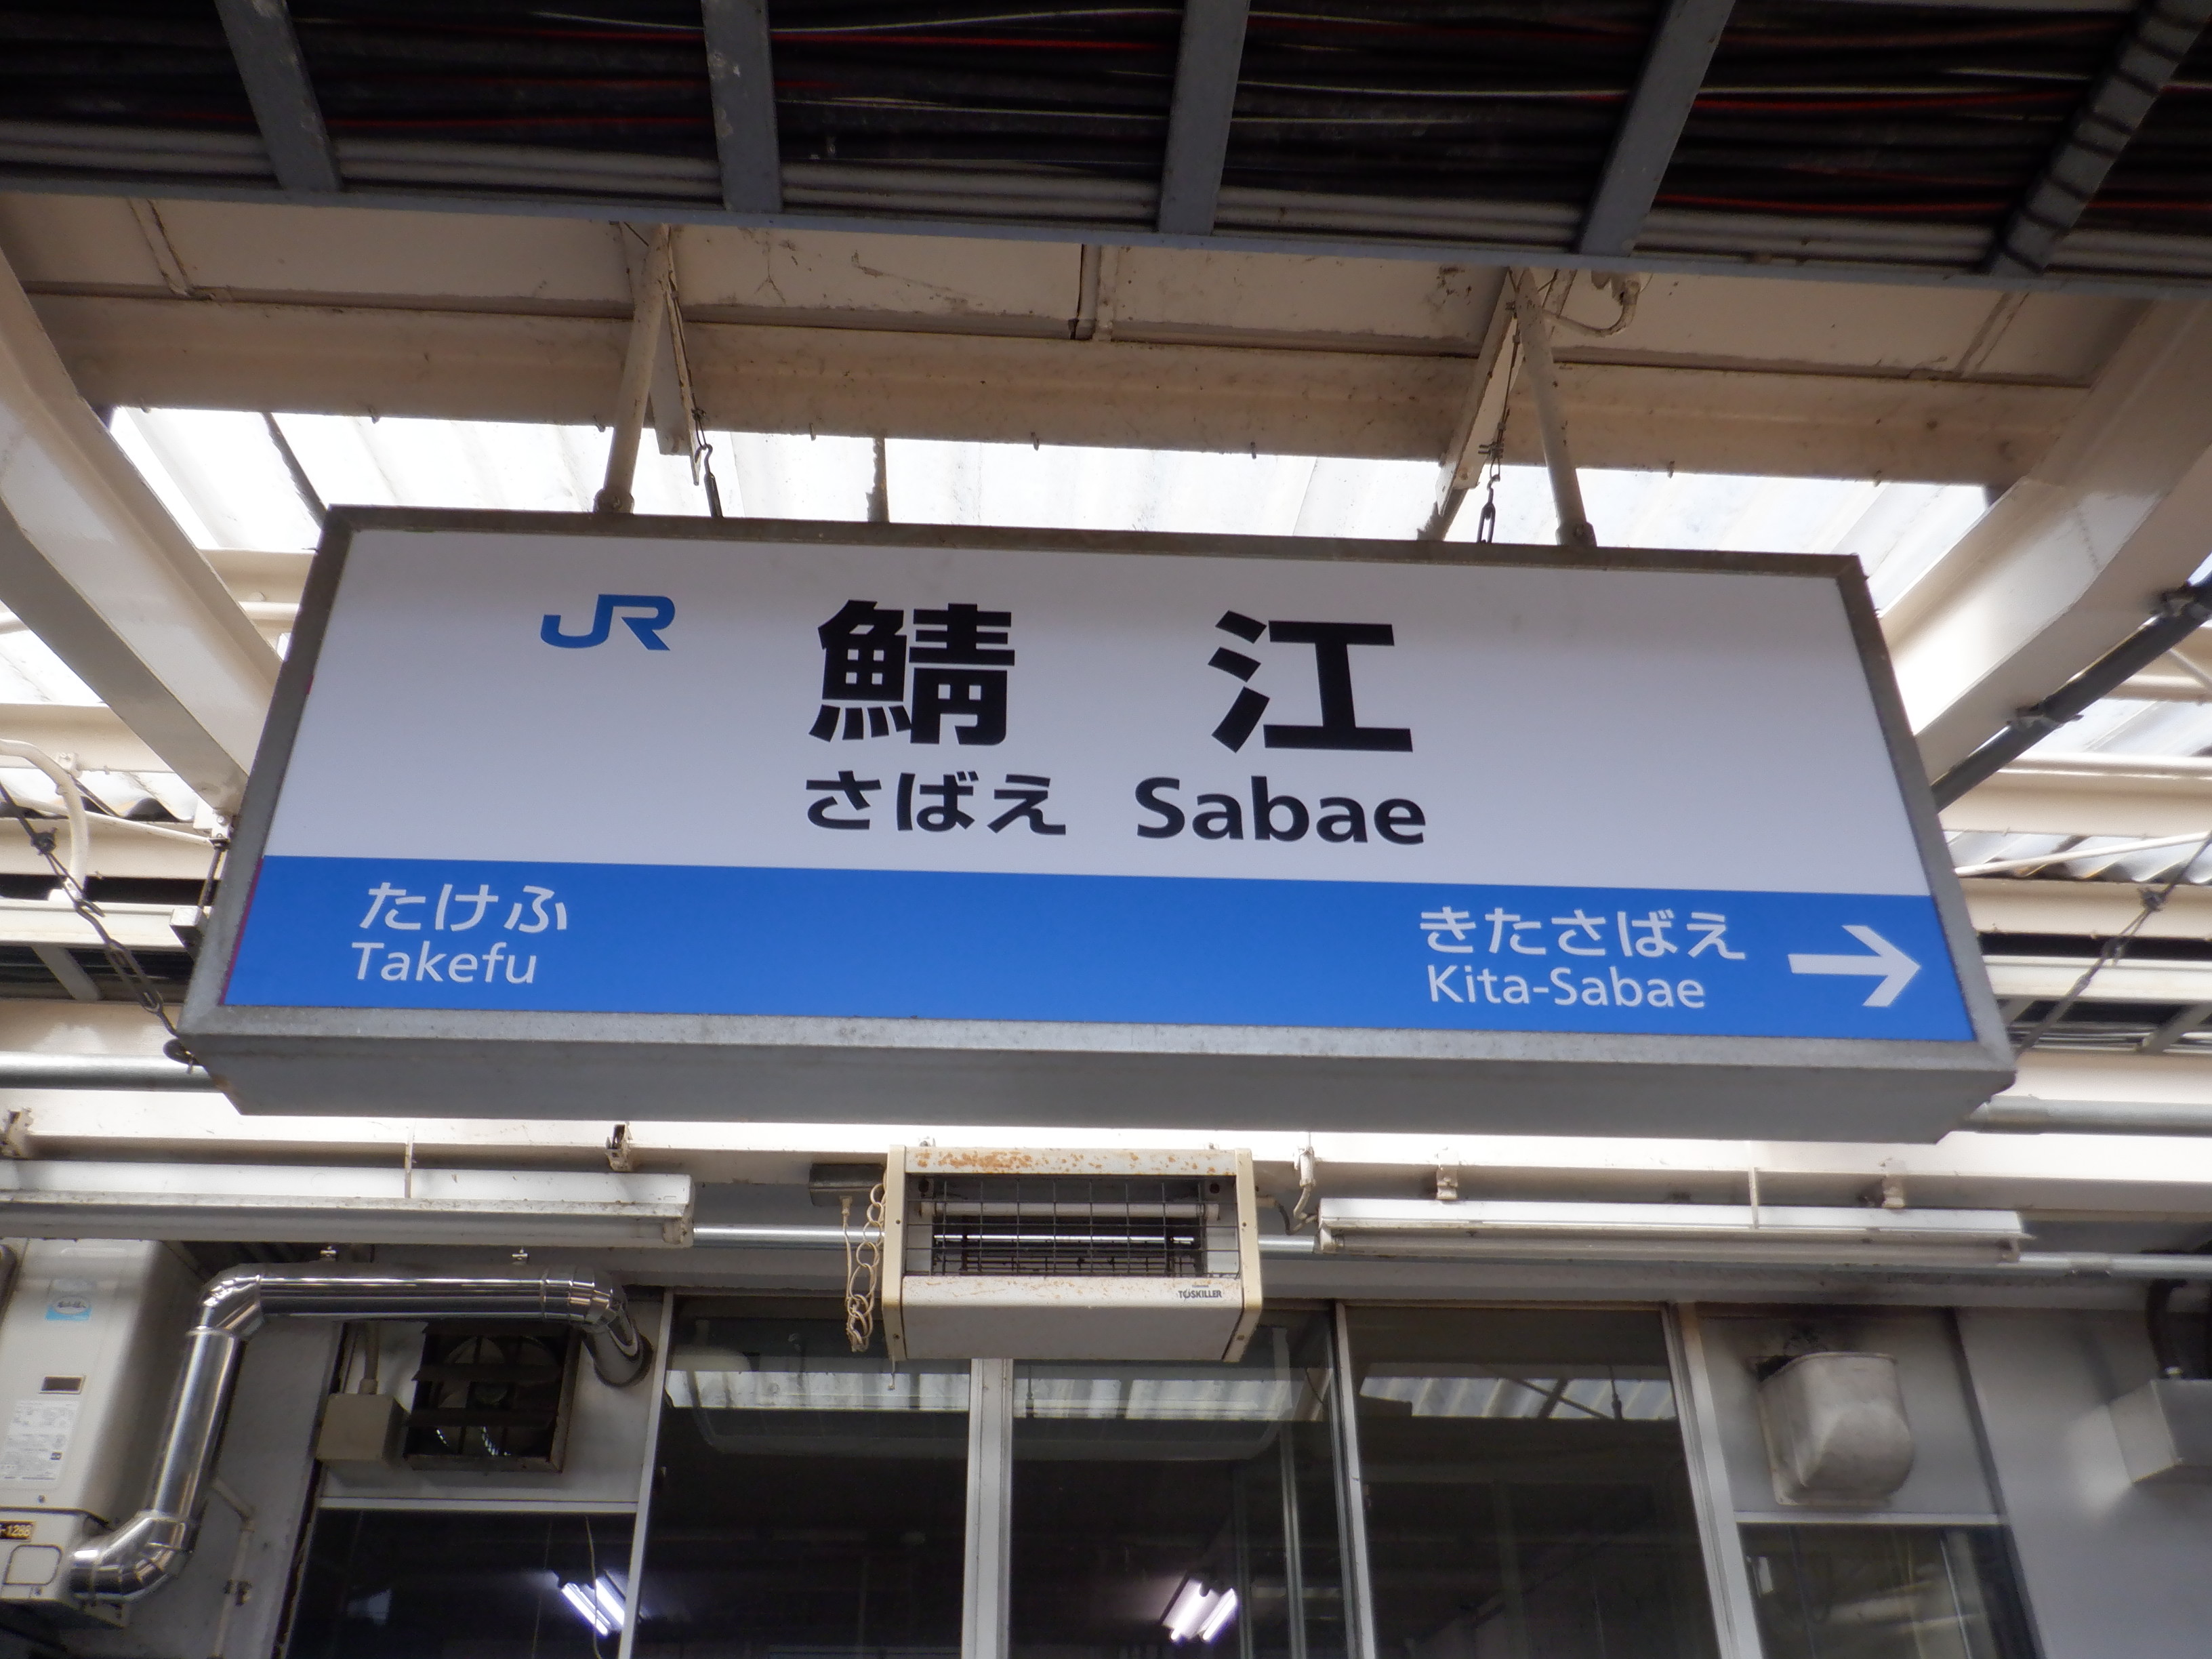 JR
鯖江
さばえ Sabae
たけふ
Takefu
きたさばえ
Kita-Sabae
TOSKILLER